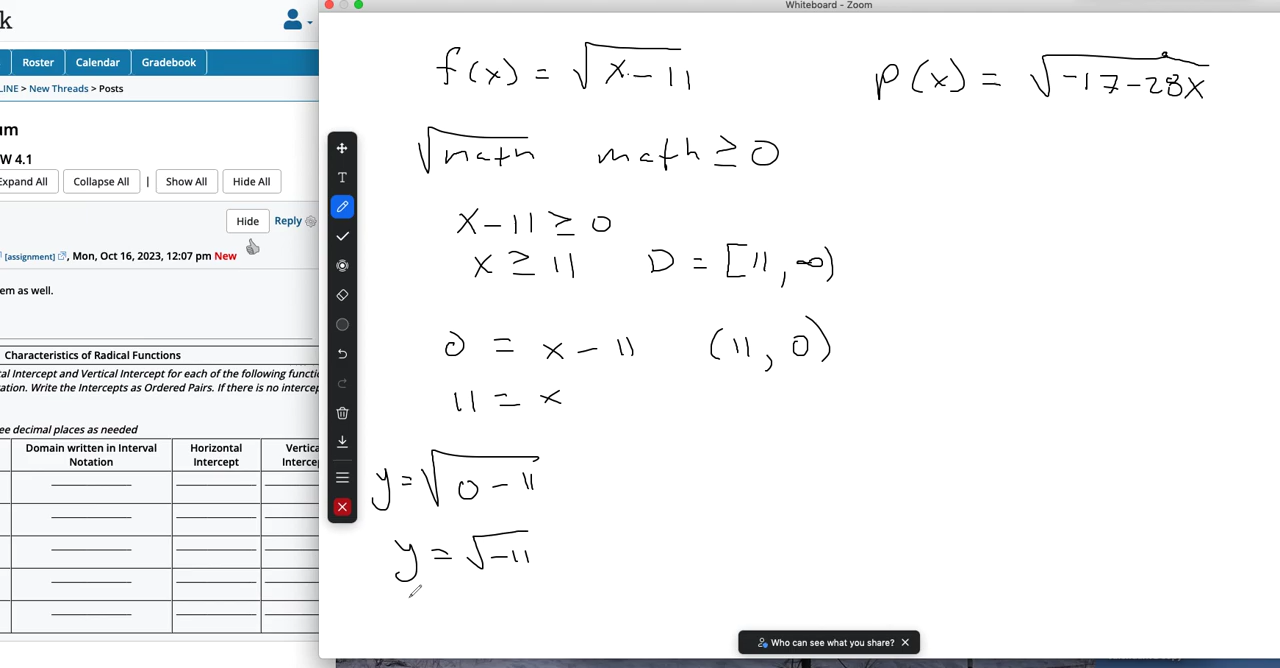 k
Roster Calendar Gradebook
LINE > New Threads > Posts
um
W 4.1
Expand All Collapse All | Show All Hide All
Hide Reply
[assignment] , Mon, Oct 16, 2023, 12:07 pm New
em as well.
Characteristics of Radical Functions
tal Intercept and Vertical Intercept for each of the following functi
ation. Write the Intercepts as Ordered Pairs. If there is no intercep
ee decimal places as needed
Domain written in Interval Notation
Horizontal Intercept
Vertica
Interce
Whiteboard - Zoom
f(x) = √x-11
p(x) = √-17-28x
√math math ≥ 0
x-11 ≥ 0
x ≥ 11 D = [11, ∞)
0 = x - 11 (11, 0)
11 = x
y = √0 - 11
y = √-11
T
Who can see what you share?